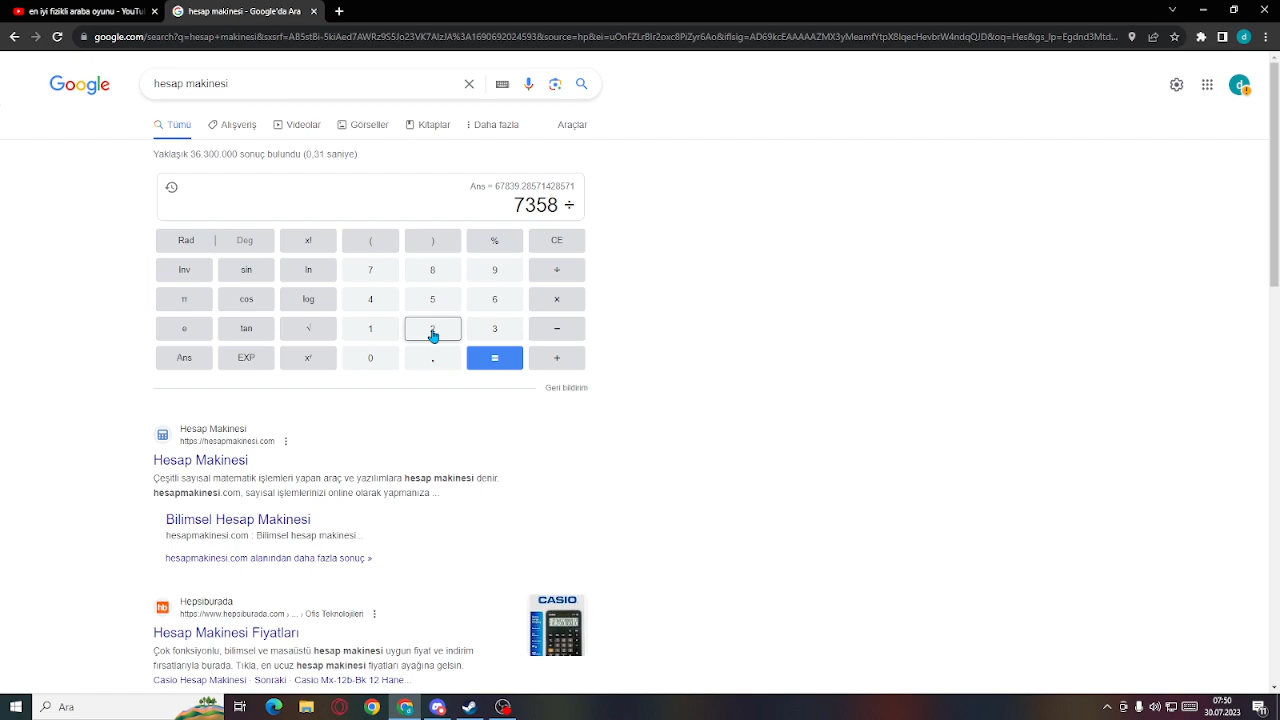 en iyi fizikli araba oyunu - YouTu
hesap makinesi - Google'da Ara
Google
hesap makinesi
Tümü
Alışveriş
Videolar
Görseller
Kitaplar
Daha fazla
Araçlar
Yaklaşık 36.300.000 sonuç bulundu (0,31 saniye)
Ans = 67839.28571428571
7358 ÷
Rad | Deg x! ( ) % CE
Inv sin ln 7 8 9 ÷
π cos log 4 5 6 ×
e tan √ 1 2 3 −
Ans EXP xʸ 0 . = +
Geri bildirim
Hesap Makinesi
https://hesapmakinesi.com
Hesap Makinesi
Çeşitli sayısal matematik işlemleri yapan araç ve yazılımlara hesap makinesi denir.
hesapmakinesi.com, sayısal işlemlerinizi online olarak yapmanıza ...
Bilimsel Hesap Makinesi
hesapmakinesi.com : Bilimsel hesap makinesi...
hesapmakinesi.com alanından daha fazla sonuç »
hb
Hepsiburada
https://www.hepsiburada.com › ... › Ofis Teknolojileri
CASIO
Hesap Makinesi Fiyatları
Çok fonksiyonlu, bilimsel ve masaüstü hesap makinesi uygun fiyat ve indirim
fırsatlarıyla burada. Tıkla, en ucuz hesap makinesi fiyatları ayağına gelsin.
Casio Hesap Makinesi · Sonraki · Casio Mx-12b-Bk 12 Hane...
Ara
07:50
30.07.2023